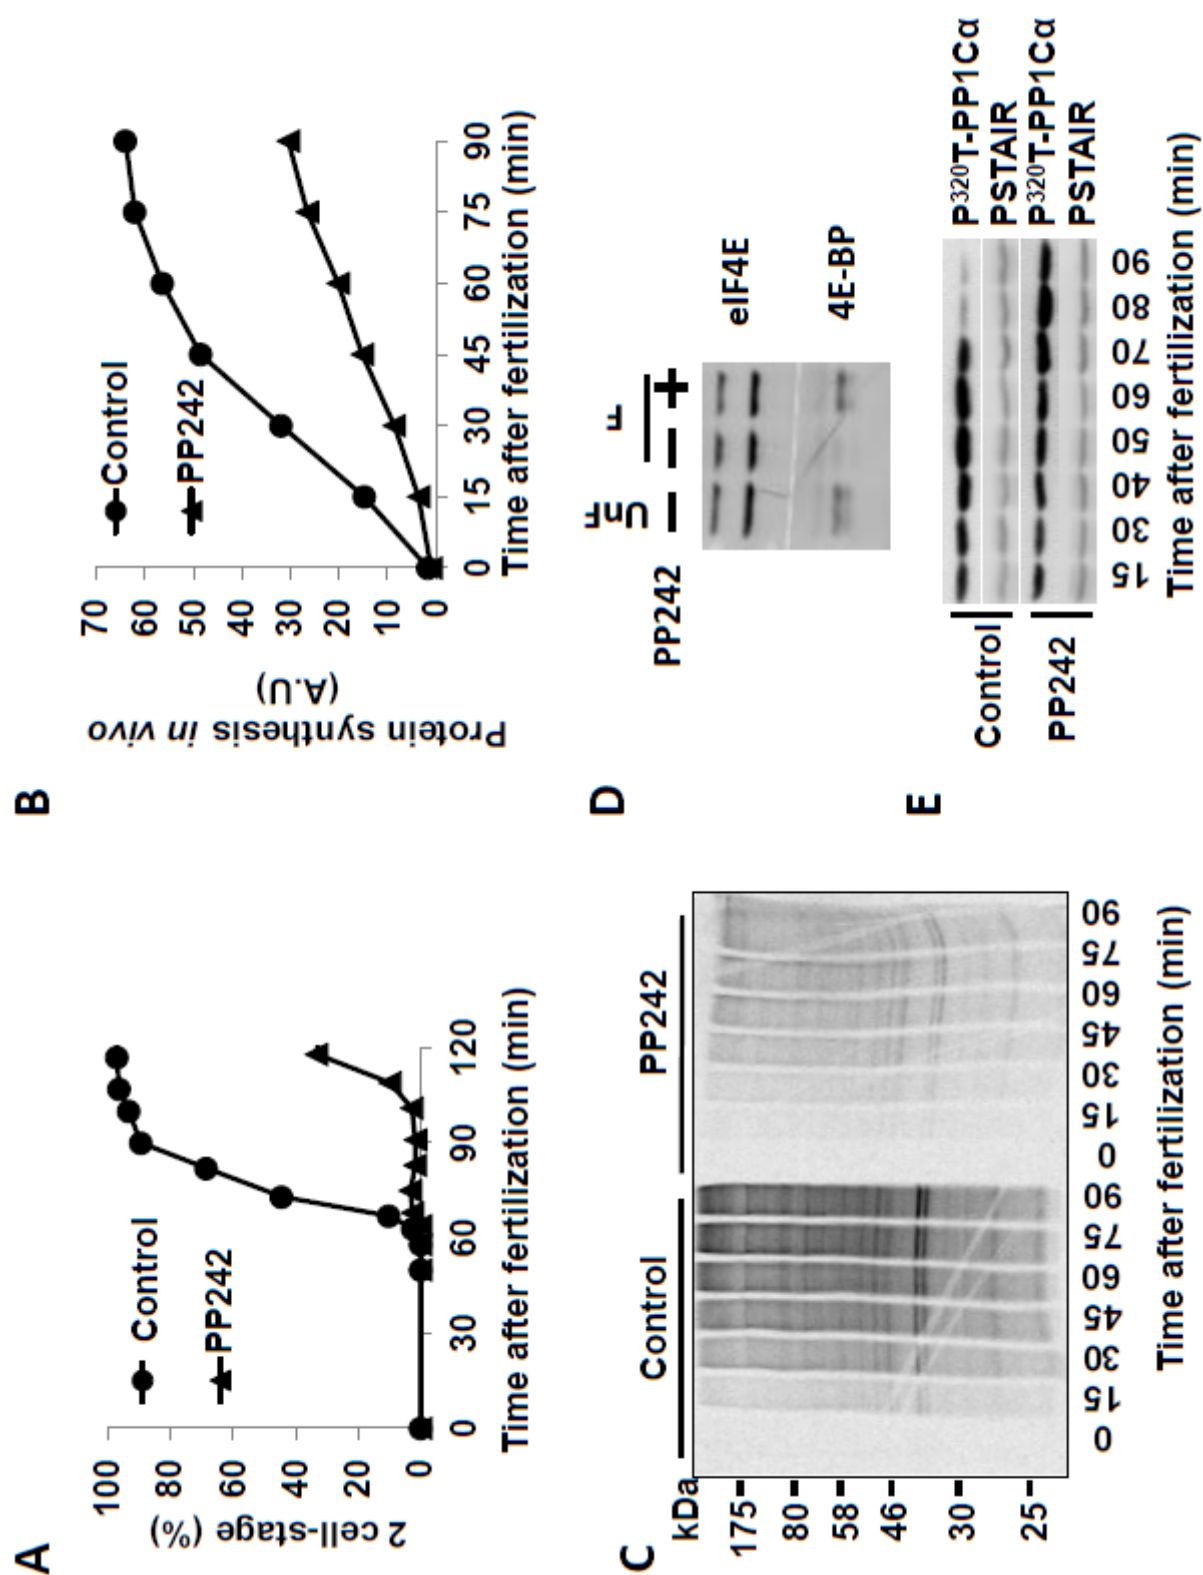 A
100
80
60
40
20
0
2 cell-stage (%)
Control
PP242
0 30 60 90 120
Time after fertilization (min)
B
70
60
50
40
30
20
10
0
Protein synthesis in vivo
(A.U)
Control
PP242
0 15 30 45 60 75 90
Time after fertilization (min)
C
kDa
175
80
58
46
30
25
Control PP242
0 15 30 45 60 75 90 0 15 30 45 60 75 90
Time after fertilization (min)
D
UnF F
PP242 − − +
eIF4E
4E-BP
E
Control
PP242
P320T-PP1Cα
PSTAIR
P320T-PP1Cα
PSTAIR
15 30 40 50 60 70 80 90
Time after fertilization (min)